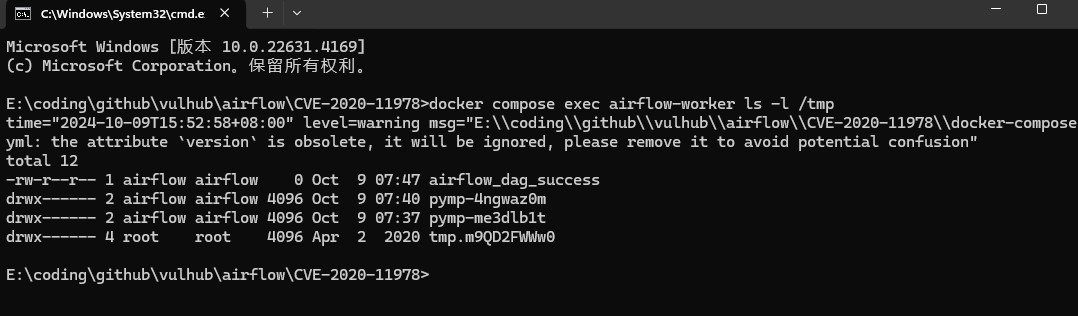 C:\Windows\System32\cmd.e
Microsoft Windows [版本 10.0.22631.4169]
(c) Microsoft Corporation。保留所有权利。
E:\coding\github\vulhub\airflow\CVE-2020-11978>docker compose exec airflow-worker ls -l /tmp
time="2024-10-09T15:52:58+08:00" level=warning msg="E:\\coding\\github\\vulhub\\airflow\\CVE-2020-11978\\docker-compose
yml: the attribute `version` is obsolete, it will be ignored, please remove it to avoid potential confusion"
total 12
-rw-r--r-- 1 airflow airflow    0 Oct  9 07:47 airflow_dag_success
drwx------ 2 airflow airflow 4096 Oct  9 07:40 pymp-4ngwaz0m
drwx------ 2 airflow airflow 4096 Oct  9 07:37 pymp-me3dlb1t
drwx------ 4 root    root    4096 Apr  2  2020 tmp.m9QD2FWWw0
E:\coding\github\vulhub\airflow\CVE-2020-11978>